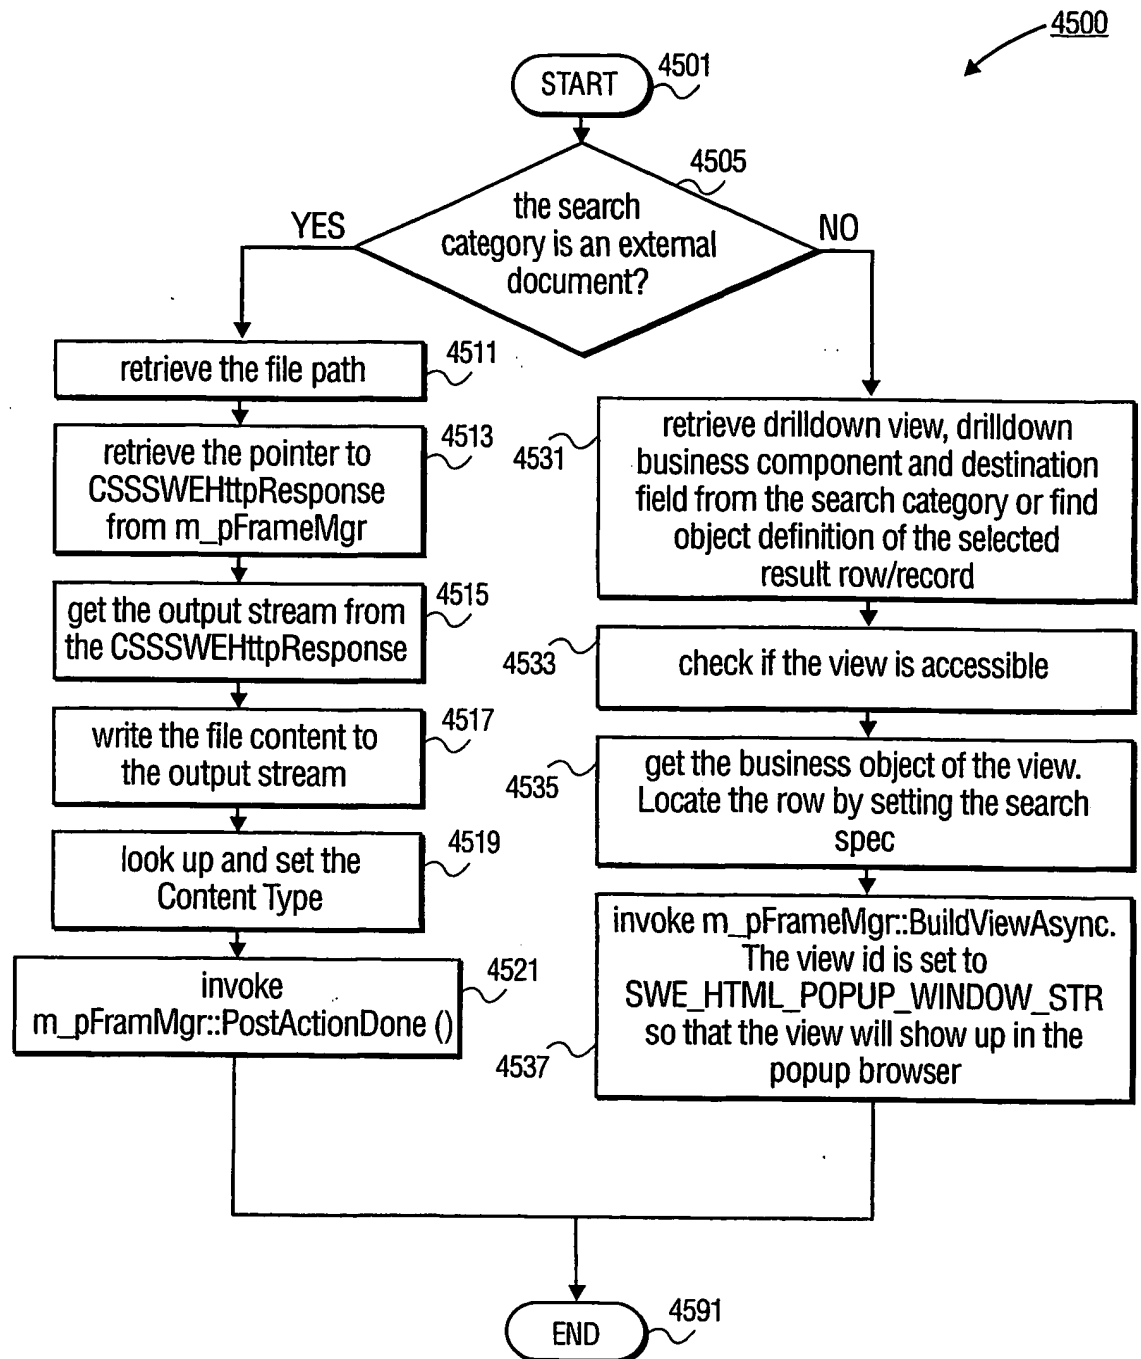 4500
START
4501
4505
the search
category is an external
document?
YES
NO
retrieve the file path
4511
retrieve the pointer to
CSSSWEHttpResponse
from m_pFrameMgr
4513
get the output stream from
the CSSSWEHttpResponse
4515
write the file content to
the output stream
4517
look up and set the
Content Type
4519
invoke
m_pFramMgr::PostActionDone ()
4521
4531
retrieve drilldown view, drilldown
business component and destination
field from the search category or find
object definition of the selected
result row/record
4533
check if the view is accessible
4535
get the business object of the view.
Locate the row by setting the search
spec
4537
invoke m_pFrameMgr::BuildViewAsync.
The view id is set to
SWE_HTML_POPUP_WINDOW_STR
so that the view will show up in the
popup browser
END
4591